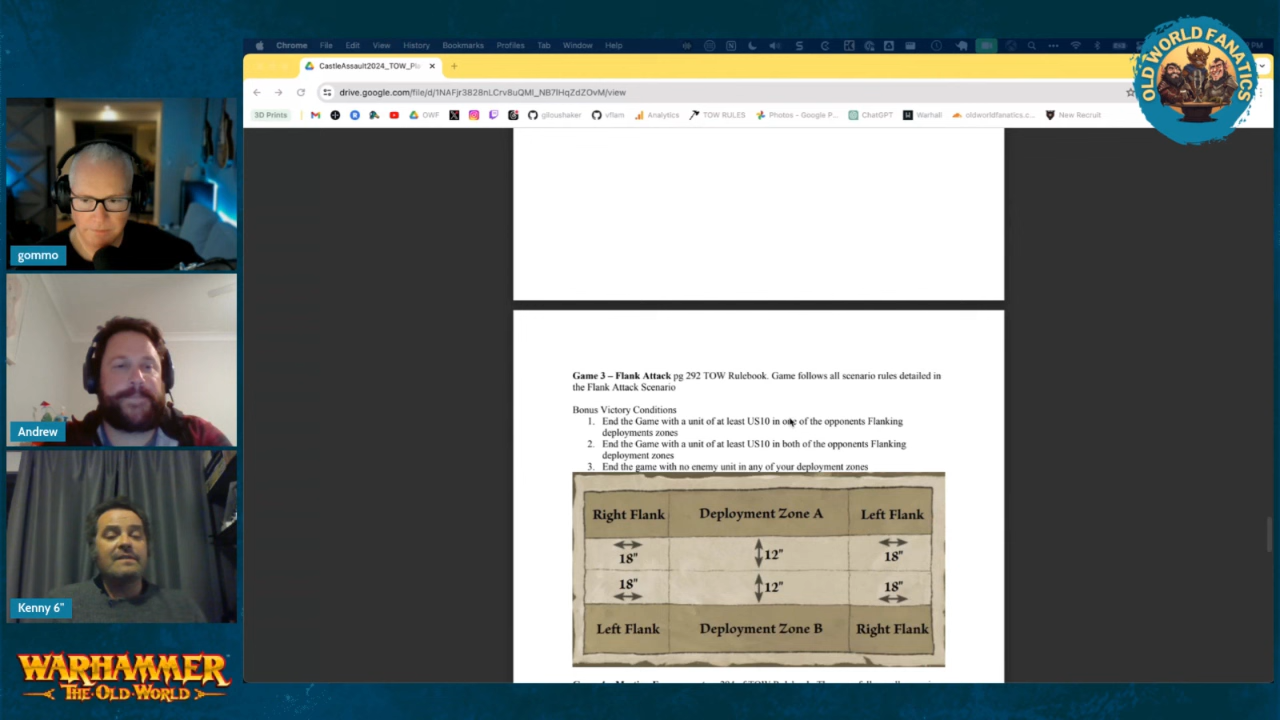 Chrome File Edit View History Bookmarks Profiles Tab Window Help
CastleAssault2024_TOW_Pl
drive.google.com/file/d/1NAFjr3828nLCrv8uQMI_NB7IHqZdZOvM/view
3D Prints OWF glloushaker vflam Analytics TOW RULES Photos - Google P... ChatGPT Warhall oldworldfanatics.c... New Recruit
OLD WORLD FANATICS
gommo
Andrew
Kenny 6"
WARHAMMER
THE OLD WORLD
Game 3 – Flank Attack pg 292 TOW Rulebook. Game follows all scenario rules detailed in
the Flank Attack Scenario
Bonus Victory Conditions
1. End the Game with a unit of at least US10 in one of the opponents Flanking
deployments zones
2. End the Game with a unit of at least US10 in both of the opponents Flanking
deployment zones
3. End the game with no enemy unit in any of your deployment zones
Right Flank Deployment Zone A Left Flank
18" 12" 18"
18" 12" 18"
Left Flank Deployment Zone B Right Flank